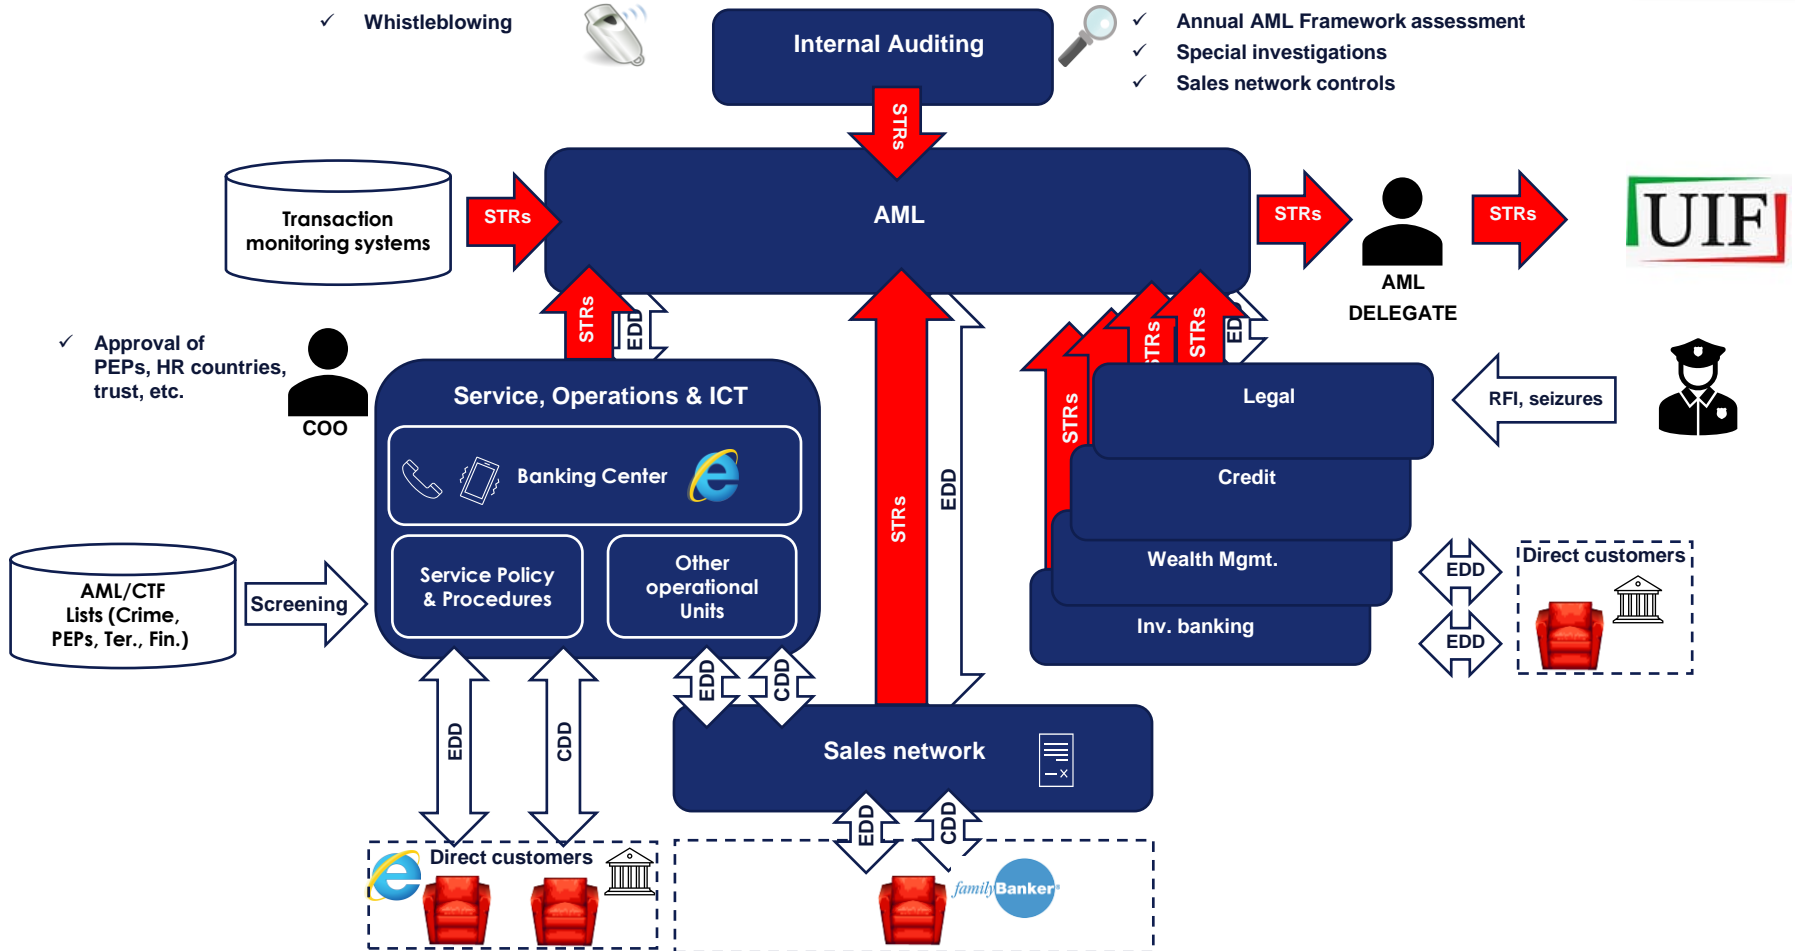 ✓ Whistleblowing
Internal Auditing
✓ Annual AML Framework assessment
✓ Special investigations
✓ Sales network controls
STRs
Transaction
monitoring systems
STRs
AML
STRs
AML
DELEGATE
STRs
UIF
✓ Approval of
PEPs, HR countries,
trust, etc.
COO
STRs
EDD
STRs
EDD
STRs
STRs
STRs
Service, Operations & ICT
Banking Center
Service Policy
& Procedures
Other
operational
Units
AML/CTF
Lists (Crime,
PEPs, Ter., Fin.)
Screening
Legal
Credit
Wealth Mgmt.
Inv. banking
RFI, seizures
EDD
EDD
Direct customers
EDD
CDD
EDD
CDD
Sales network
EDD
CDD
Direct customers
familyBanker®